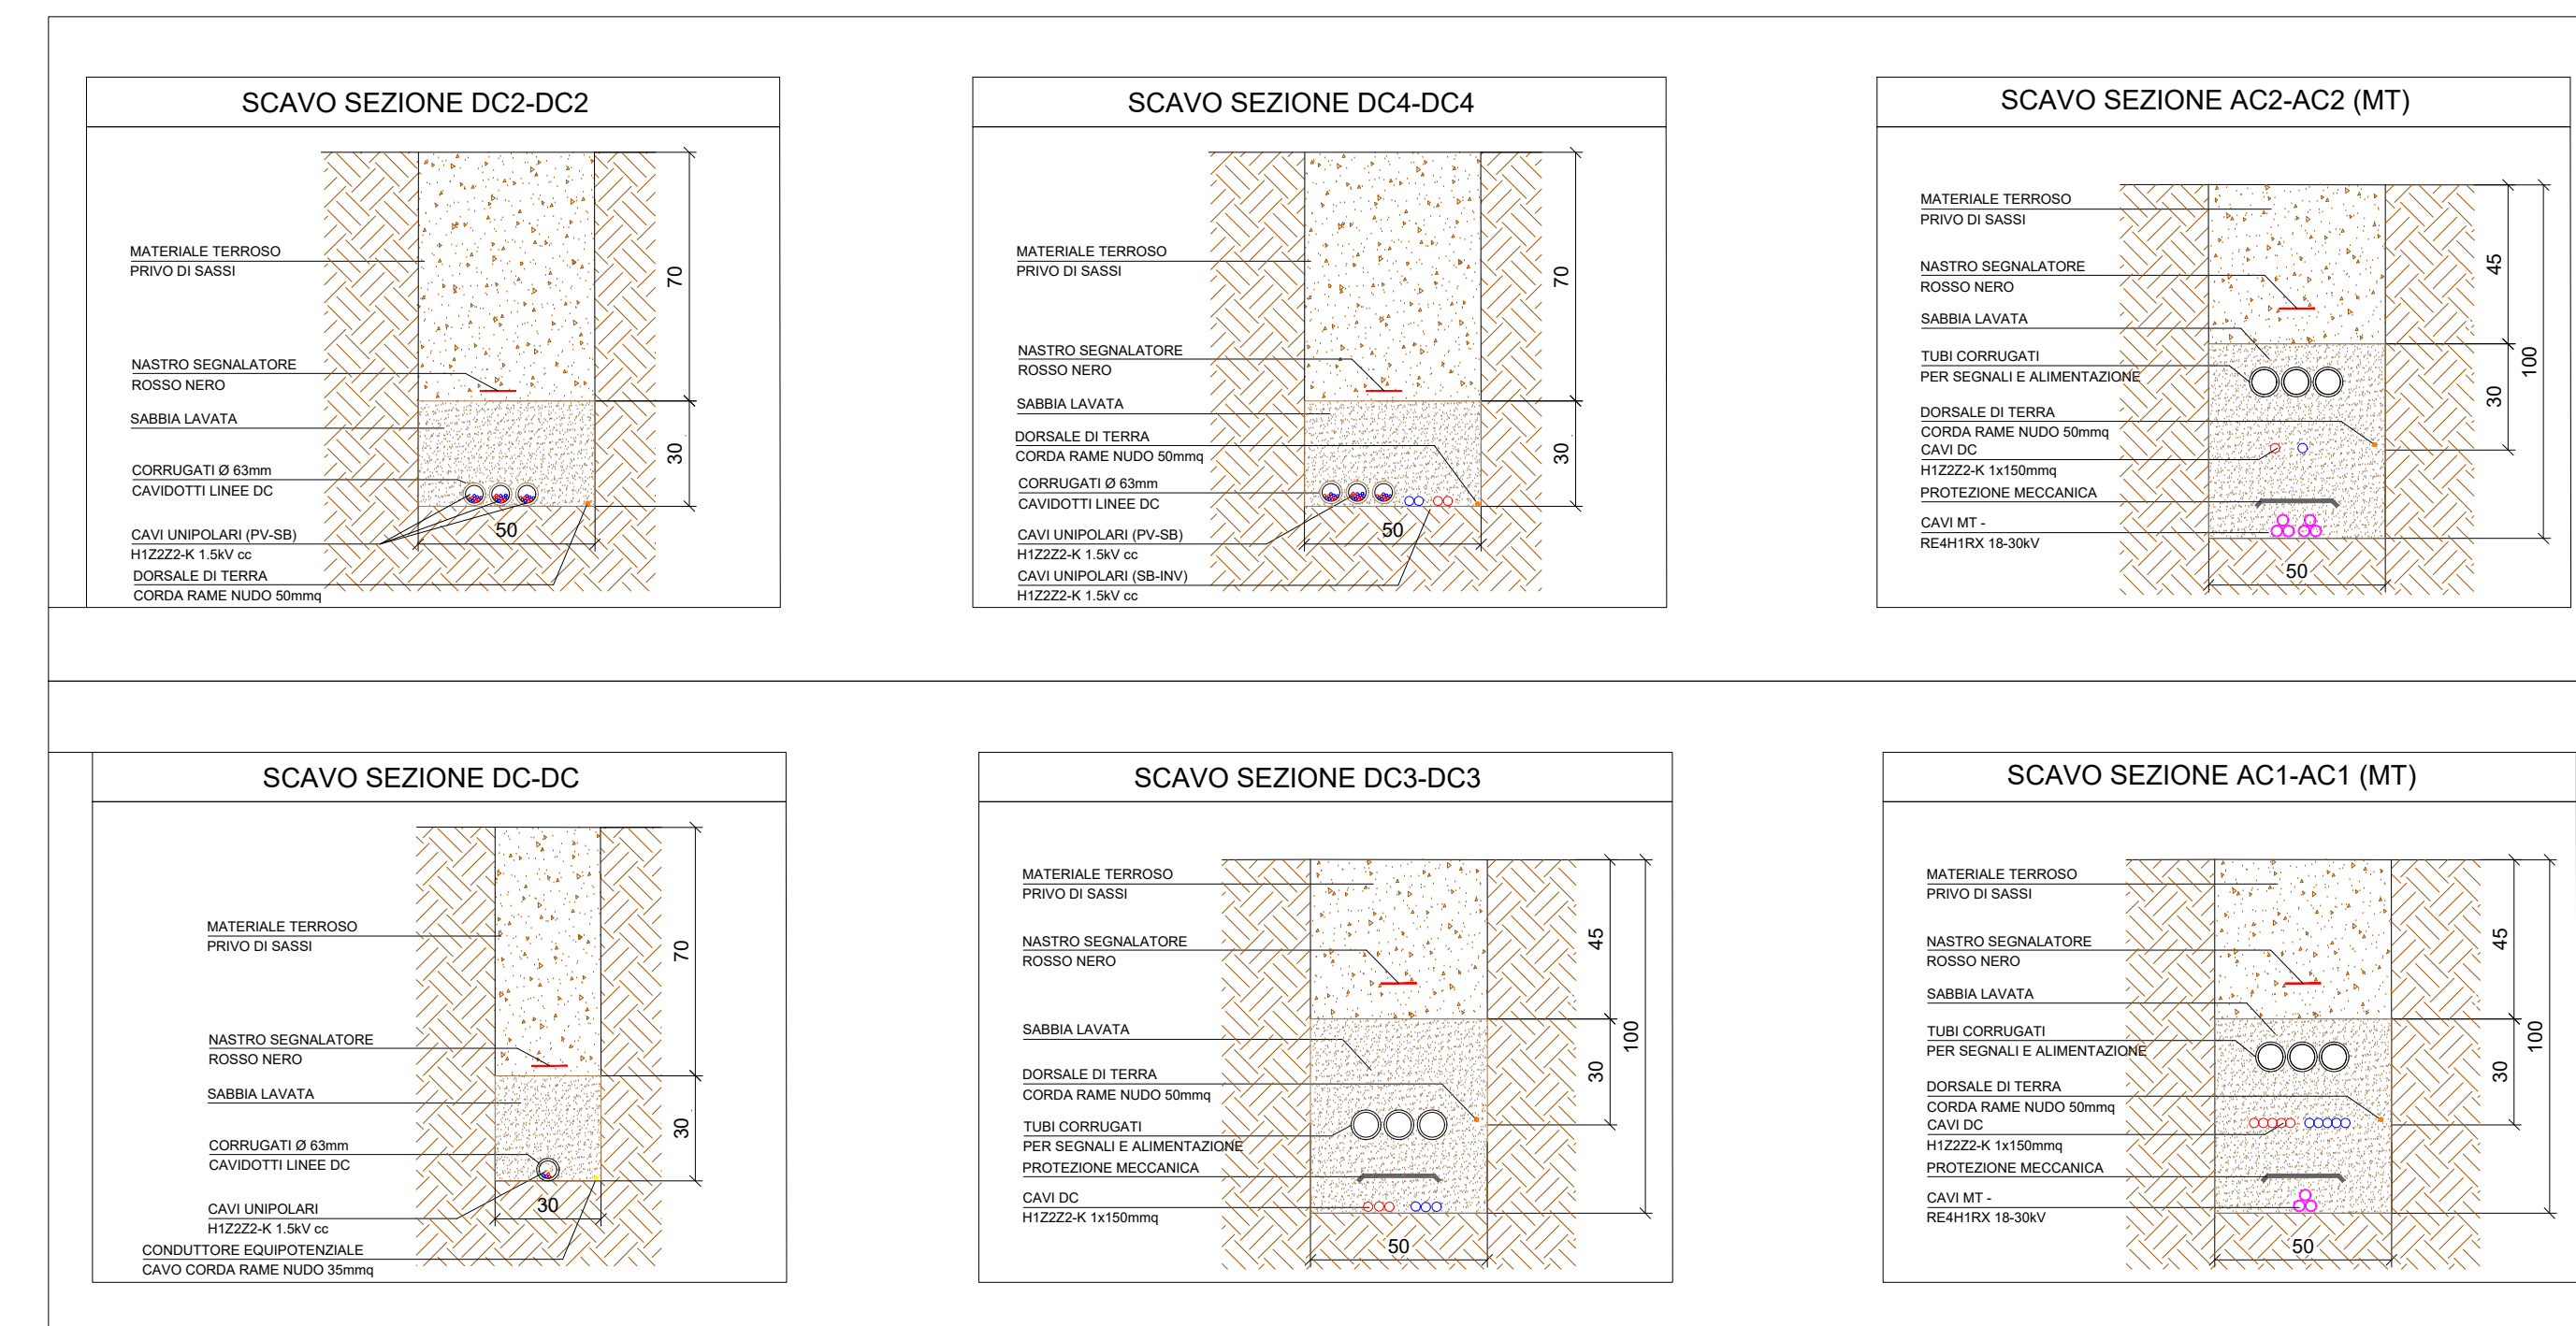 SCAVO SEZIONE DC2-DC2
MATERIALE TERROSO
PRIVO DI SASSI
NASTRO SEGNALATORE
ROSSO NERO
SABBIA LAVATA
CORRUGATI Ø 63mm
CAVIDOTTI LINEE DC
CAVI UNIPOLARI (PV-SB)
H1Z2Z2-K 1.5kV cc
DORSALE DI TERRA
CORDA RAME NUDO 50mmq
70
30
50
SCAVO SEZIONE DC4-DC4
MATERIALE TERROSO
PRIVO DI SASSI
NASTRO SEGNALATORE
ROSSO NERO
SABBIA LAVATA
DORSALE DI TERRA
CORDA RAME NUDO 50mmq
CORRUGATI Ø 63mm
CAVIDOTTI LINEE DC
CAVI UNIPOLARI (PV-SB)
H1Z2Z2-K 1.5kV cc
CAVI UNIPOLARI (SB-INV)
H1Z2Z2-K 1.5kV cc
70
30
50
SCAVO SEZIONE AC2-AC2 (MT)
MATERIALE TERROSO
PRIVO DI SASSI
NASTRO SEGNALATORE
ROSSO NERO
SABBIA LAVATA
TUBI CORRUGATI
PER SEGNALI E ALIMENTAZIONE
DORSALE DI TERRA
CORDA RAME NUDO 50mmq
CAVI DC
H1Z2Z2-K 1x150mmq
PROTEZIONE MECCANICA
CAVI MT -
RE4H1RX 18-30kV
45
30
100
50
SCAVO SEZIONE DC-DC
MATERIALE TERROSO
PRIVO DI SASSI
NASTRO SEGNALATORE
ROSSO NERO
SABBIA LAVATA
CORRUGATI Ø 63mm
CAVIDOTTI LINEE DC
CAVI UNIPOLARI
H1Z2Z2-K 1.5kV cc
CONDUTTORE EQUIPOTENZIALE
CAVO CORDA RAME NUDO 35mmq
70
30
30
SCAVO SEZIONE DC3-DC3
MATERIALE TERROSO
PRIVO DI SASSI
NASTRO SEGNALATORE
ROSSO NERO
SABBIA LAVATA
DORSALE DI TERRA
CORDA RAME NUDO 50mmq
TUBI CORRUGATI
PER SEGNALI E ALIMENTAZIONE
PROTEZIONE MECCANICA
CAVI DC
H1Z2Z2-K 1x150mmq
45
30
100
50
SCAVO SEZIONE AC1-AC1 (MT)
MATERIALE TERROSO
PRIVO DI SASSI
NASTRO SEGNALATORE
ROSSO NERO
SABBIA LAVATA
TUBI CORRUGATI
PER SEGNALI E ALIMENTAZIONE
DORSALE DI TERRA
CORDA RAME NUDO 50mmq
CAVI DC
H1Z2Z2-K 1x150mmq
PROTEZIONE MECCANICA
CAVI MT -
RE4H1RX 18-30kV
45
30
100
50